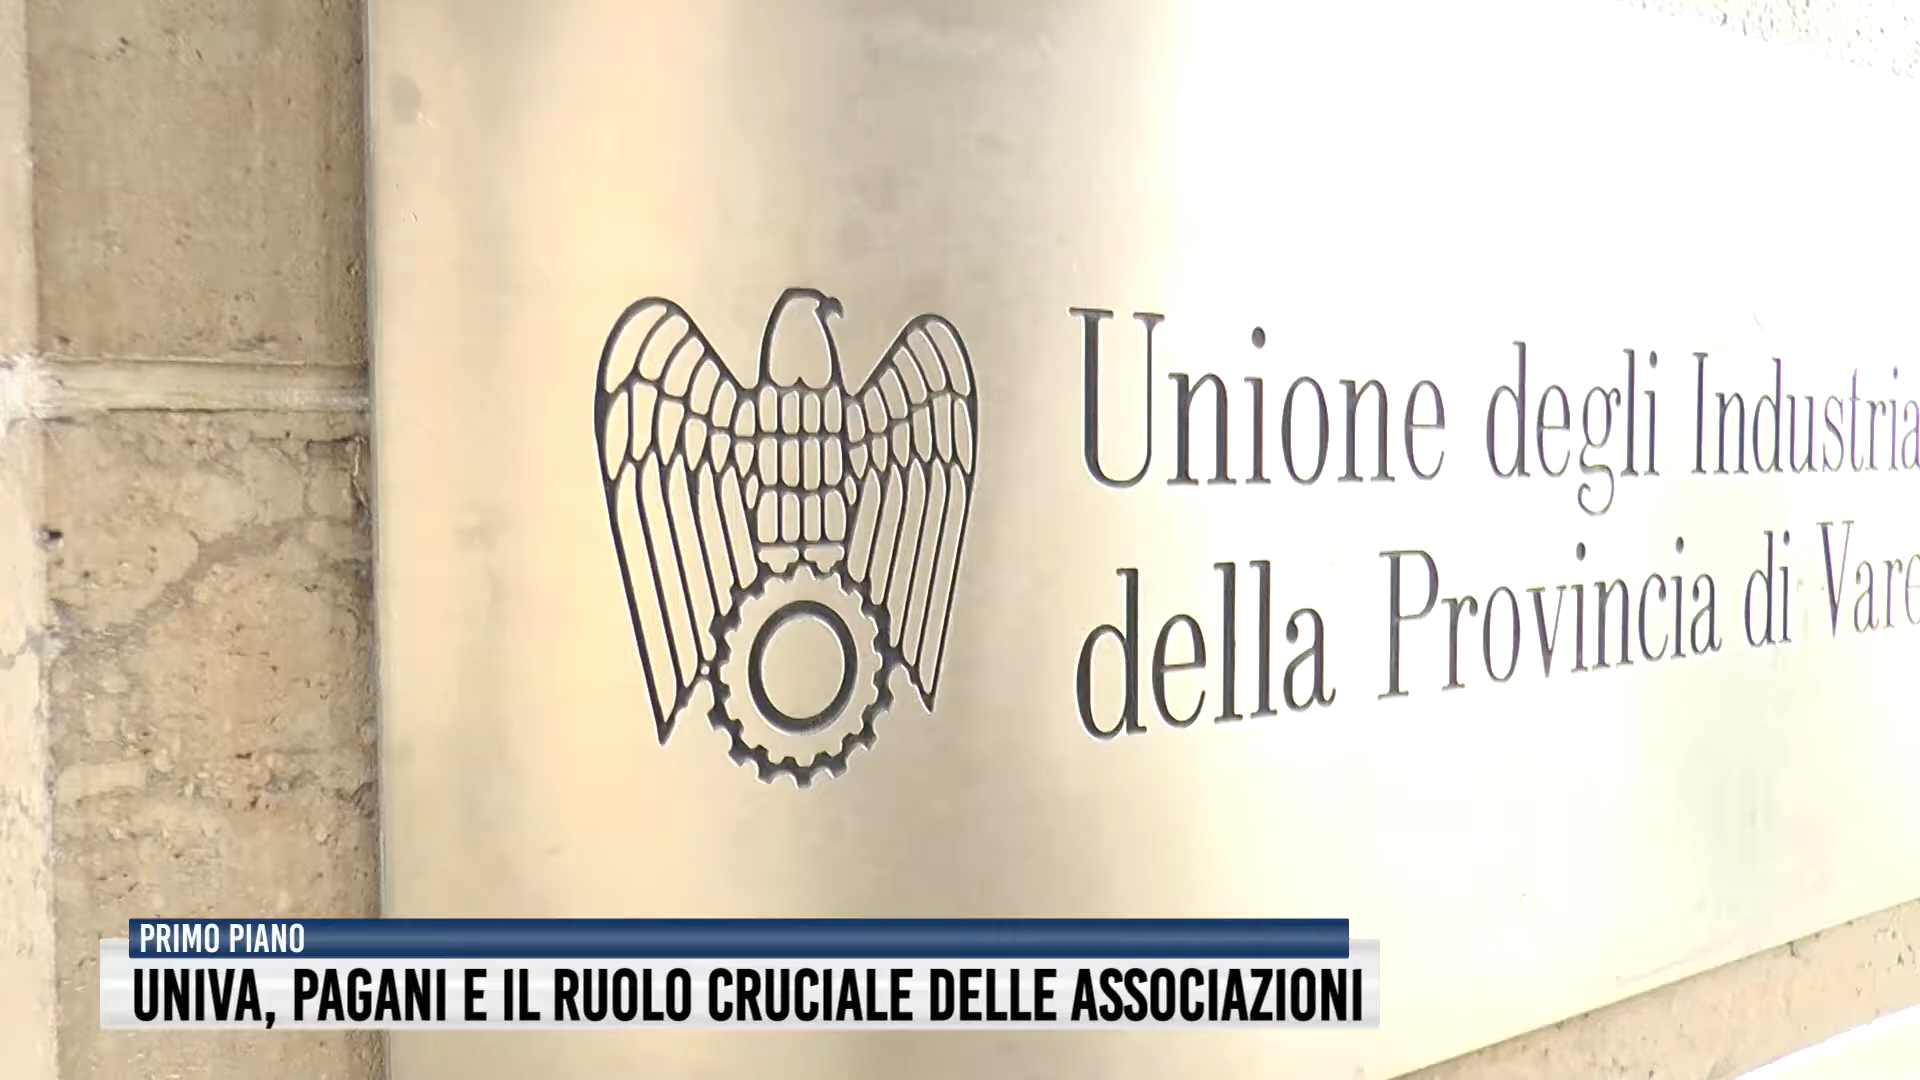 Unione degli Industria
della Provincia di Vare
PRIMO PIANO
UNIVA, PAGANI E IL RUOLO CRUCIALE DELLE ASSOCIAZIONI